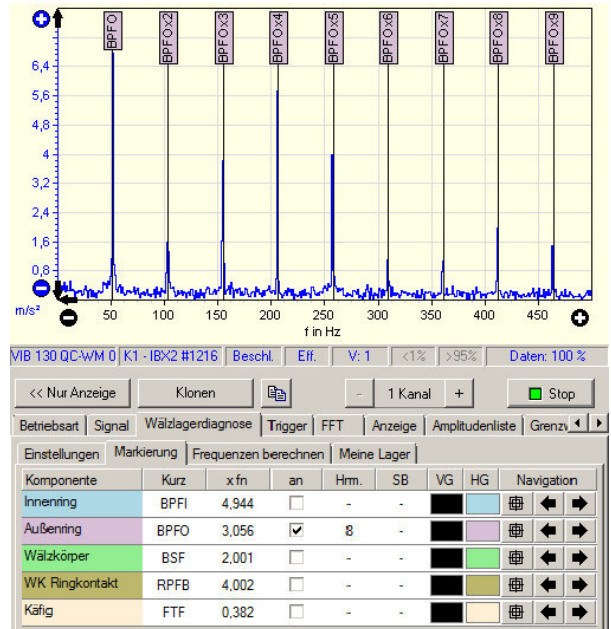 BPFO BPFOx2 BPFOx3 BPFOx4 BPFOx5 BPFOx6 BPFOx7 BPFOx8 BPFOx9
6,4
5,6
4,8
4
3,2
2,4
1,6
0,8
m/s²
50 100 150 200 250 300 350 400 450
f in Hz
VIB 130 QC-WM 0 K1 - IBX2 #1216 Beschl. Eff. V: 1 <1% >95% Daten: 100 %
<< Nur Anzeige Klonen - 1 Kanal + Stop
Betriebsart Signal Wälzlagerdiagnose Trigger FFT Anzeige Amplitudenliste Grenzw
Einstellungen Markierung Frequenzen berechnen Meine Lager
Komponente Kurz x fn an Hrm. SB VG HG Navigation
Innenring BPFI 4,944 - -
Außenring BPFO 3,056 8 -
Wälzkörper BSF 2,001 - -
WK Ringkontakt RPFB 4,002 - -
Käfig FTF 0,382 - -